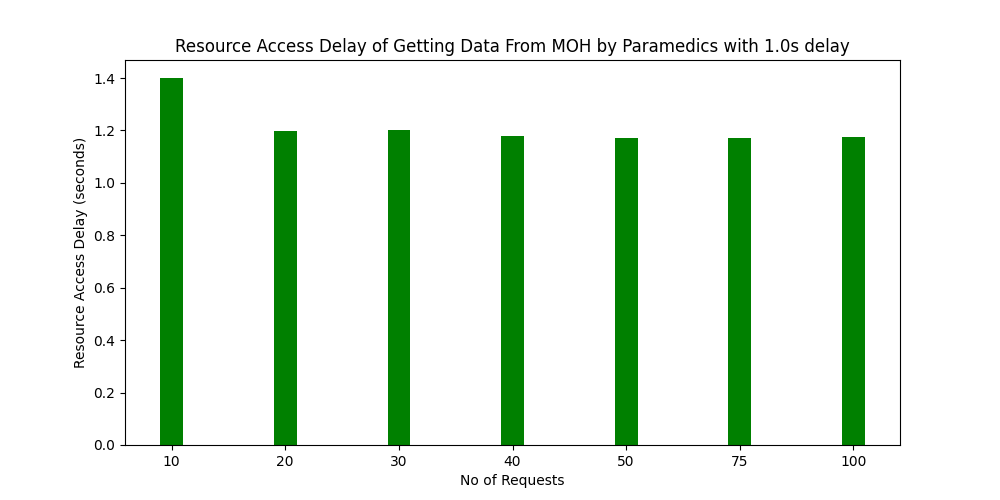 Resource Access Delay of Getting Data From MOH by Paramedics with 1.0s delay
Resource Access Delay (seconds)
1.4
1.2
1.0
0.8
0.6
0.4
0.2
0.0
10 20 30 40 50 75 100
No of Requests